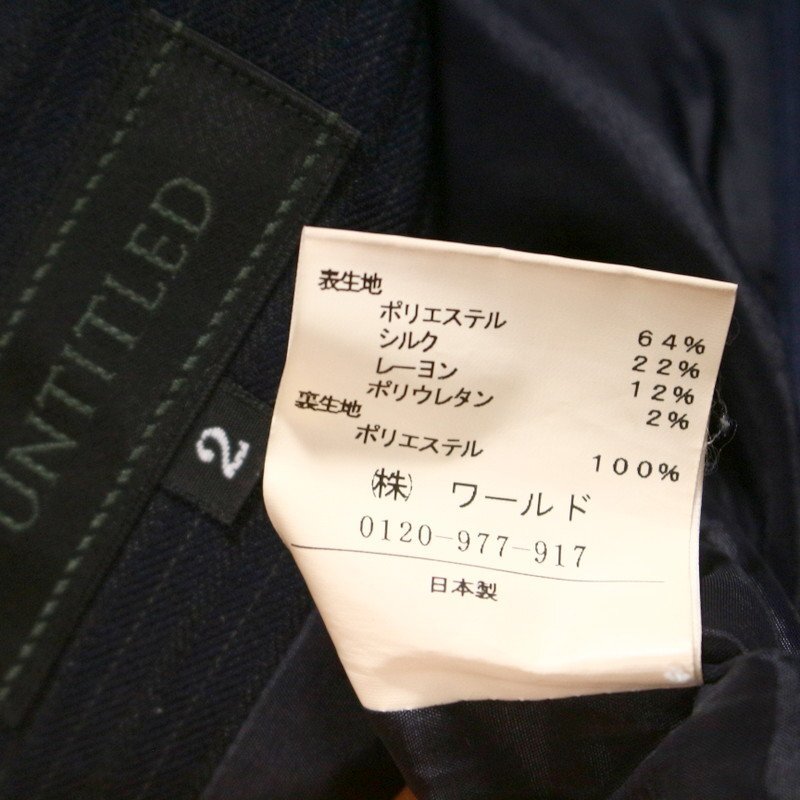 UNTITLED
2
表生地
ポリエステル 64%
シルク 22%
レーヨン 12%
ポリウレタン 2%
裏生地
ポリエステル 100%
㈱ ワールド
0120-977-917
日本製